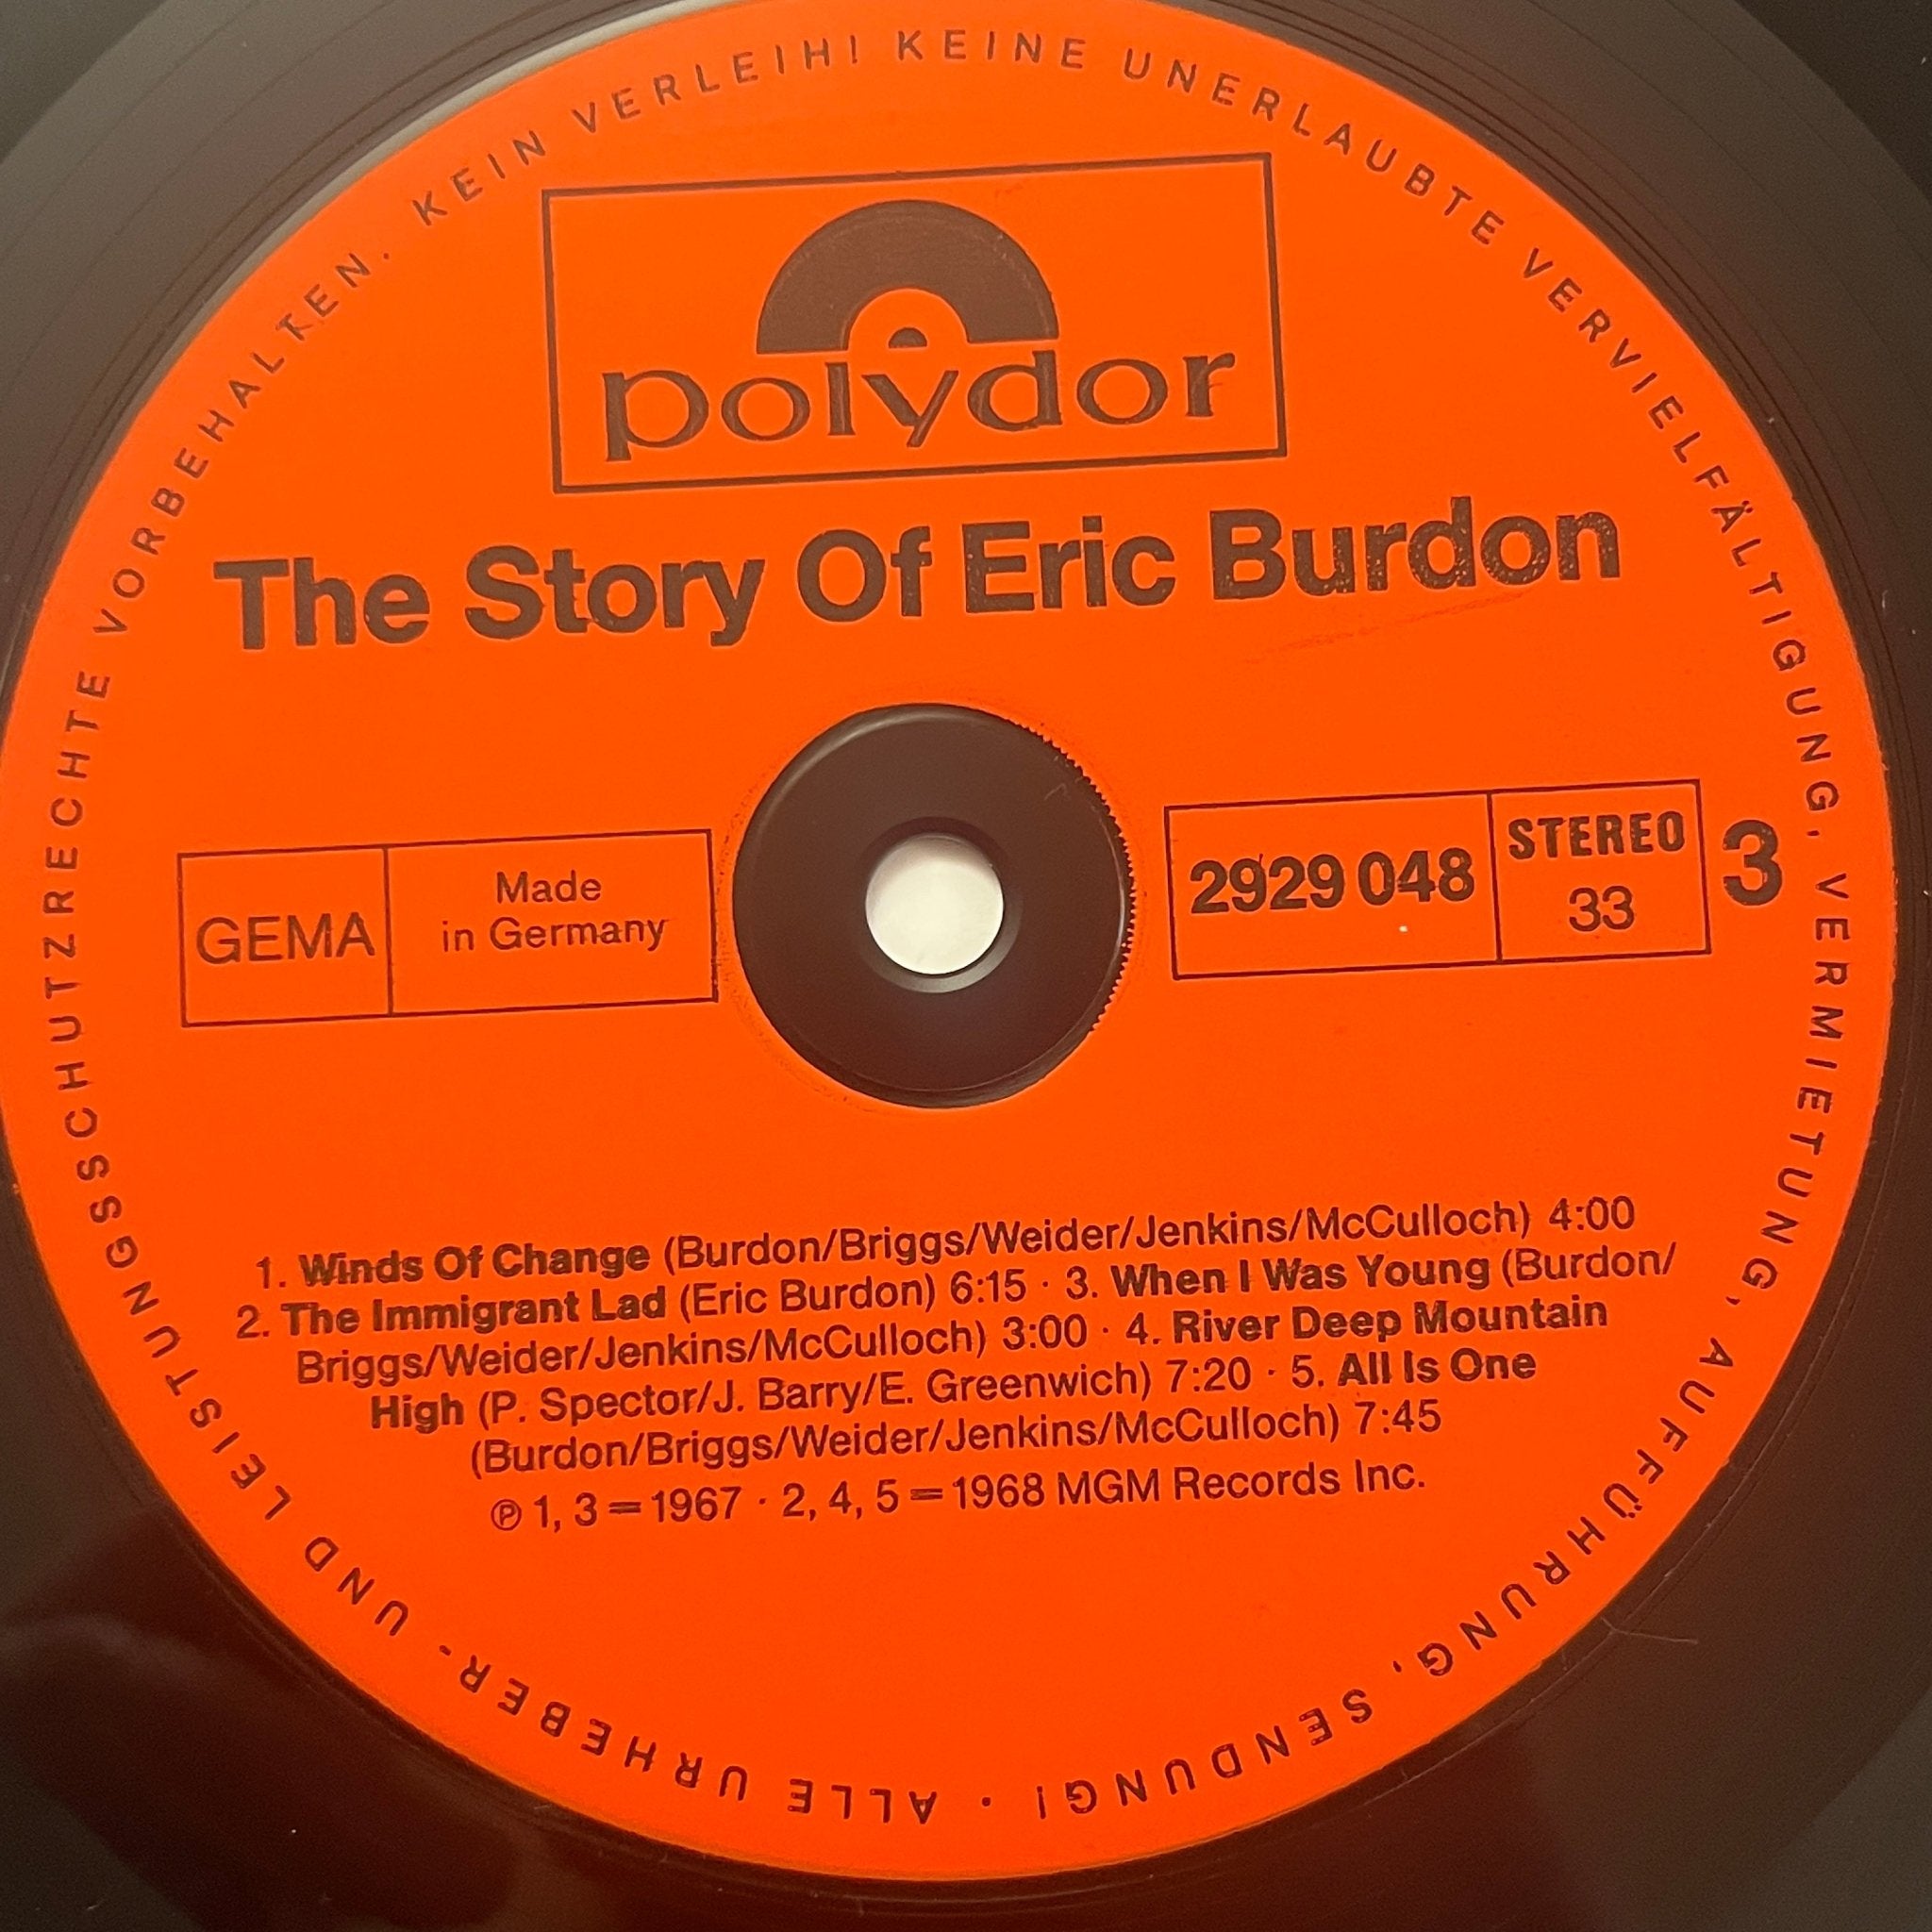 ALLE URHEBER- UND LEISTUNGSSCHUTZRECHTE VORBEHALTEN. KEIN VERLEIH! KEINE UNERLAUBTE VERVIELFÄLTIGUNG, VERMIETUNG, AUFFÜHRUNG, SENDUNG! ·
polydor
The Story Of Eric Burdon
GEMA
Made
in Germany
2929 048
STEREO
33
3
1. Winds Of Change (Burdon/Briggs/Weider/Jenkins/McCulloch) 4:00
2. The Immigrant Lad (Eric Burdon) 6:15 · 3. When I Was Young (Burdon/
Briggs/Weider/Jenkins/McCulloch) 3:00 · 4. River Deep Mountain
High (P. Spector/J. Barry/E. Greenwich) 7:20 · 5. All Is One
(Burdon/Briggs/Weider/Jenkins/McCulloch) 7:45
℗ 1, 3 = 1967 · 2, 4, 5 = 1968 MGM Records Inc.